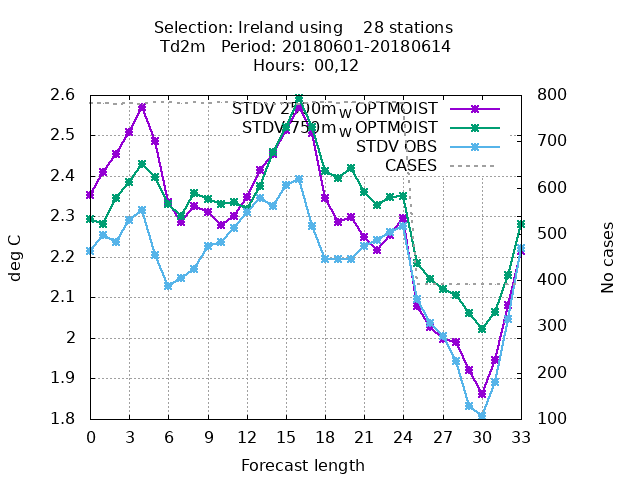 Selection: Ireland using 28 stations
Td2m Period: 20180601-20180614
Hours: 00,12
STDV 2500m_W OPTMOIST
STDV 750m_W OPTMOIST
STDV OBS
CASES
deg C
2.6
2.5
2.4
2.3
2.2
2.1
2
1.9
1.8
800
700
600
500
400
300
200
100
No cases
0 3 6 9 12 15 18 21 24 27 30 33
Forecast length